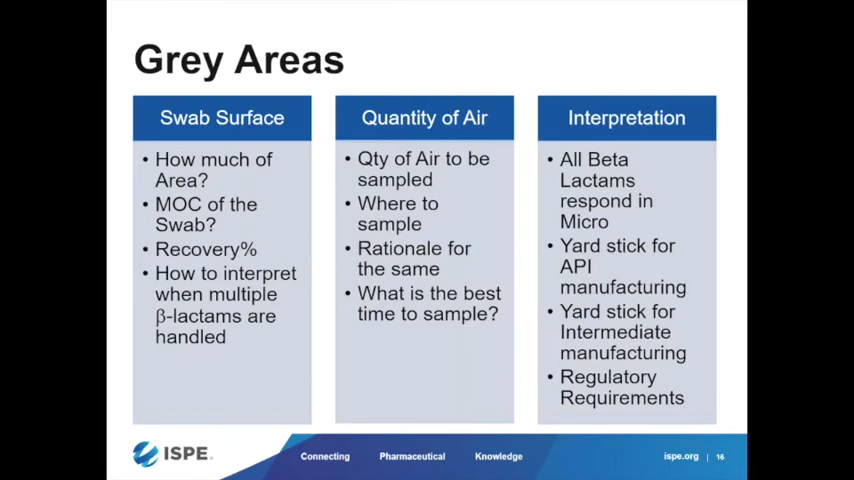 Grey Areas
Swab Surface
• How much of
Area?
• MOC of the
Swab?
• Recovery%
• How to interpret
when multiple
β-lactams are
handled
Quantity of Air
• Qty of Air to be
sampled
• Where to
sample
• Rationale for
the same
• What is the best
time to sample?
Interpretation
• All Beta
Lactams
respond in
Micro
• Yard stick for
API
manufacturing
• Yard stick for
Intermediate
manufacturing
• Regulatory
Requirements
ISPE.
Connecting Pharmaceutical Knowledge
ispe.org | 16